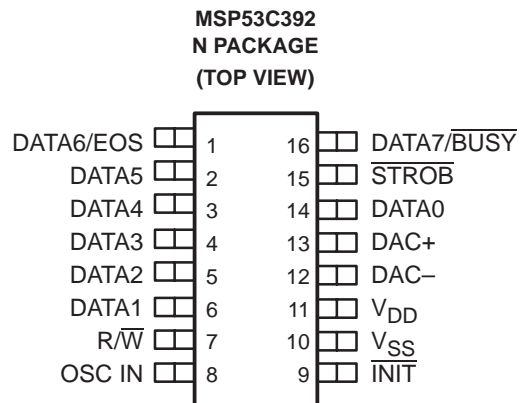 MSP53C392
N PACKAGE
(TOP VIEW)
DATA6/EOS 1 16 DATA7/BUSY
DATA5 2 15 STROB
DATA4 3 14 DATA0
DATA3 4 13 DAC+
DATA2 5 12 DAC–
DATA1 6 11 VDD
R/W 7 10 VSS
OSC IN 8 9 INIT